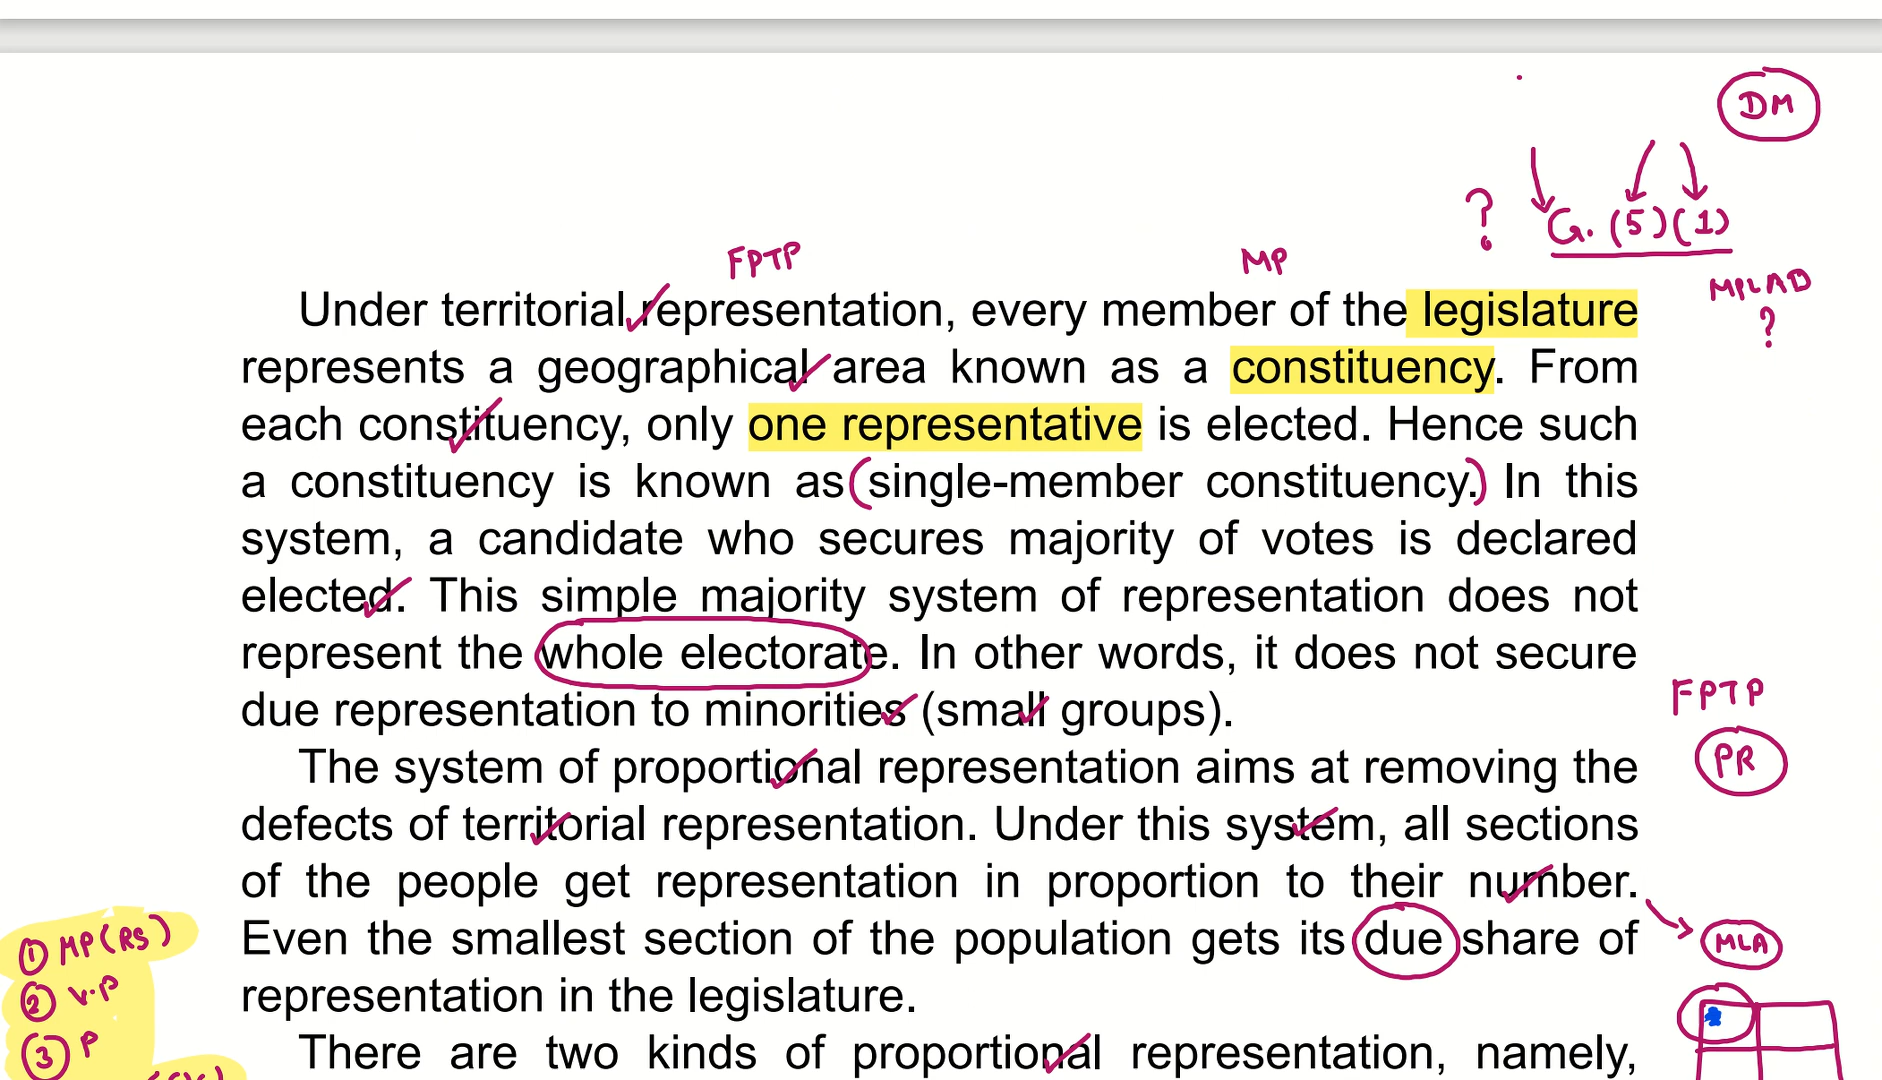 DM
? G. (5)(1)
FPTP
MP
MPLAD
?
Under territorial representation, every member of the legislature
represents a geographical area known as a constituency. From
each constituency, only one representative is elected. Hence such
a constituency is known as (single-member constituency.) In this
system, a candidate who secures majority of votes is declared
elected. This simple majority system of representation does not
represent the whole electorate. In other words, it does not secure
due representation to minorities (small groups).
FPTP
The system of proportional representation aims at removing the
PR
defects of territorial representation. Under this system, all sections
of the people get representation in proportion to their number.
Even the smallest section of the population gets its due share of
MLA
① MP(RS)
② V.P
representation in the legislature.
③ P
There are two kinds of proportional representation, namely,